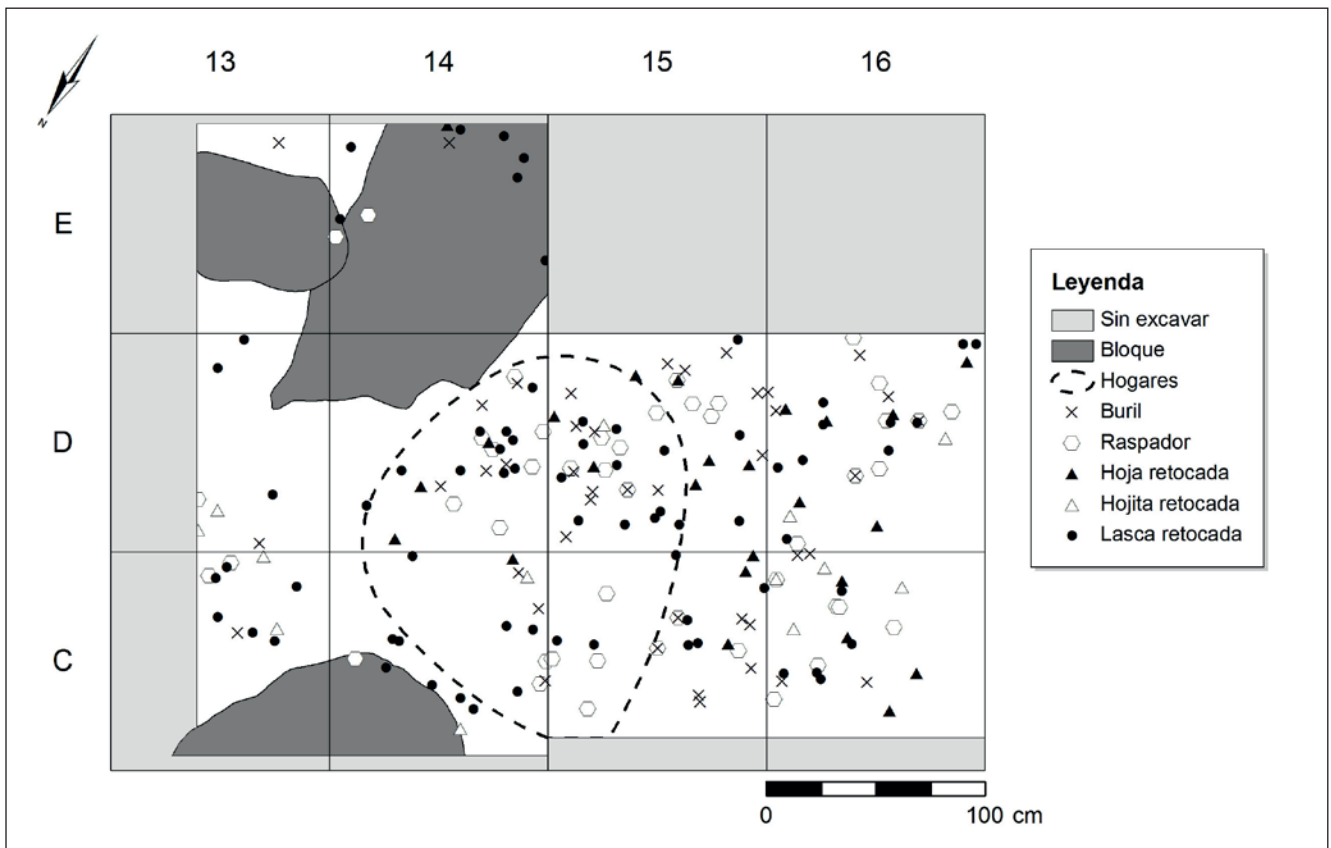 13 14 15 16
N
E
D
C
Leyenda
Sin excavar
Bloque
Hogares
Buril
Raspador
Hoja retocada
Hojita retocada
Lasca retocada
0 100 cm